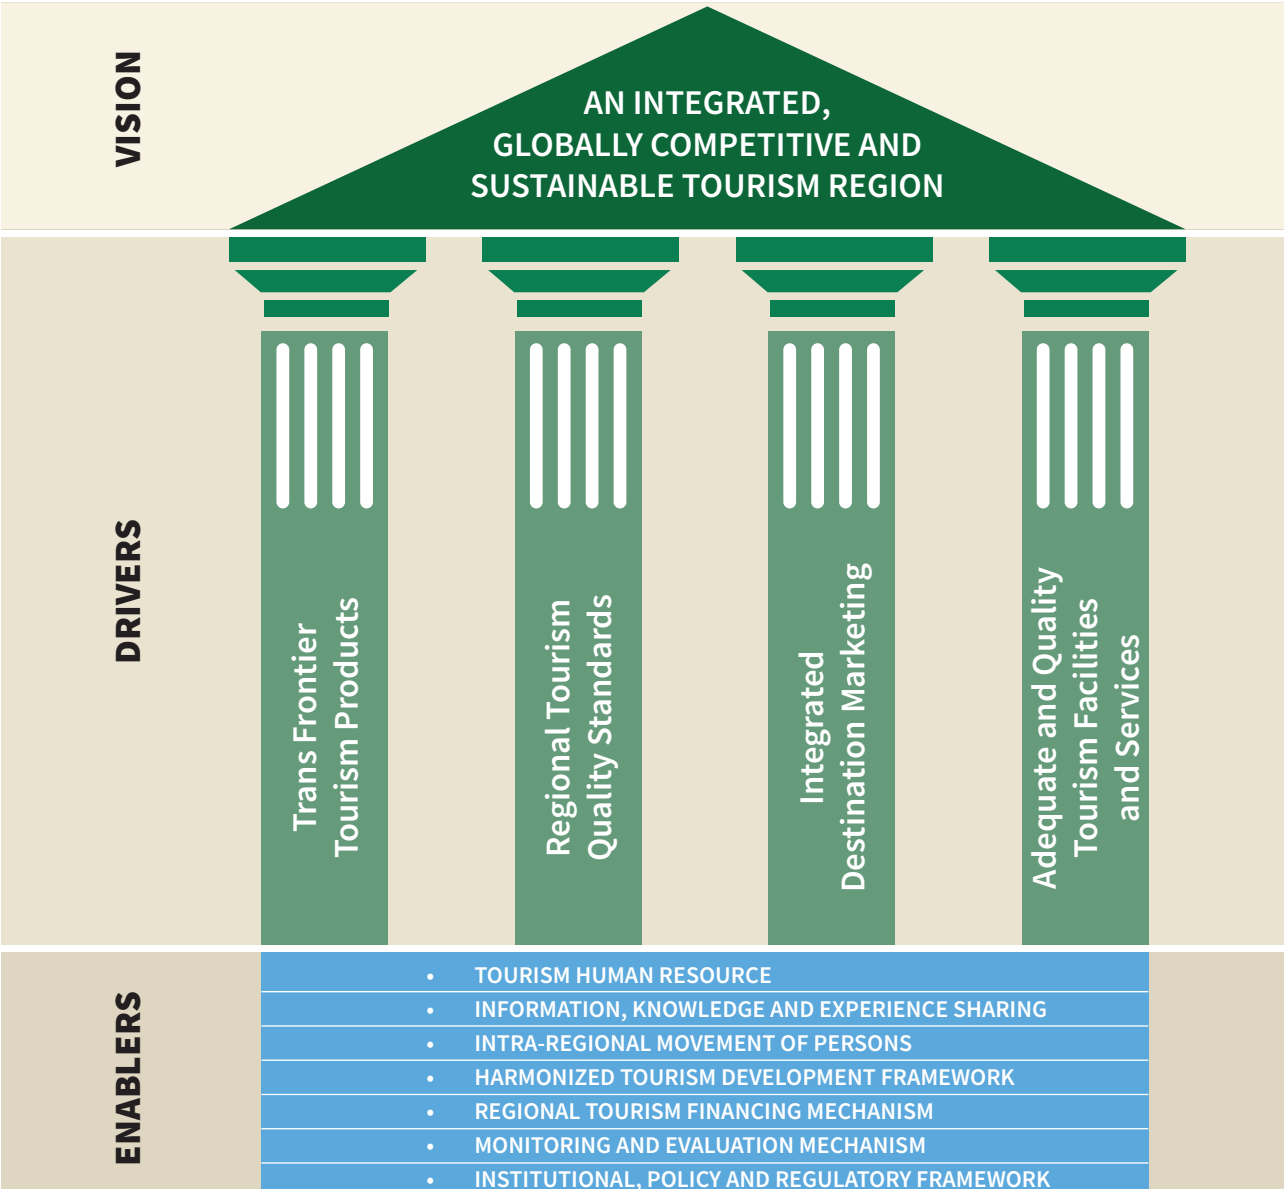 VISION
AN INTEGRATED,
GLOBALLY COMPETITIVE AND
SUSTAINABLE TOURISM REGION
DRIVERS
Trans Frontier
Tourism Products
Regional Tourism
Quality Standards
Integrated
Destination Marketing
Adequate and Quality
Tourism Facilities
and Services
ENABLERS
• TOURISM HUMAN RESOURCE
• INFORMATION, KNOWLEDGE AND EXPERIENCE SHARING
• INTRA-REGIONAL MOVEMENT OF PERSONS
• HARMONIZED TOURISM DEVELOPMENT FRAMEWORK
• REGIONAL TOURISM FINANCING MECHANISM
• MONITORING AND EVALUATION MECHANISM
• INSTITUTIONAL, POLICY AND REGULATORY FRAMEWORK